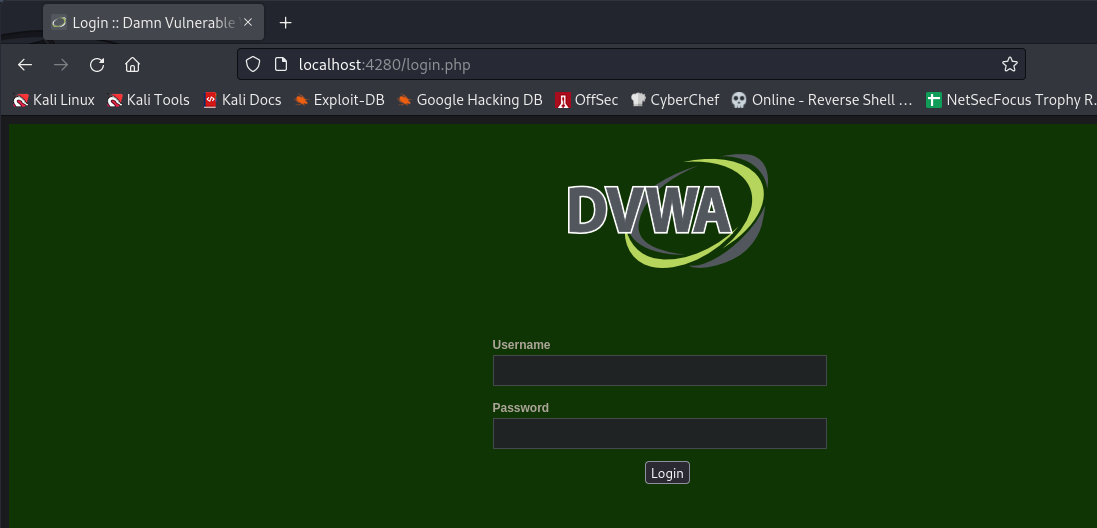 Login :: Damn Vulnerable
localhost:4280/login.php
Kali Linux Kali Tools Kali Docs Exploit-DB Google Hacking DB OffSec CyberChef Online - Reverse Shell ... NetSecFocus Trophy R.
DVWA
Username
Password
Login